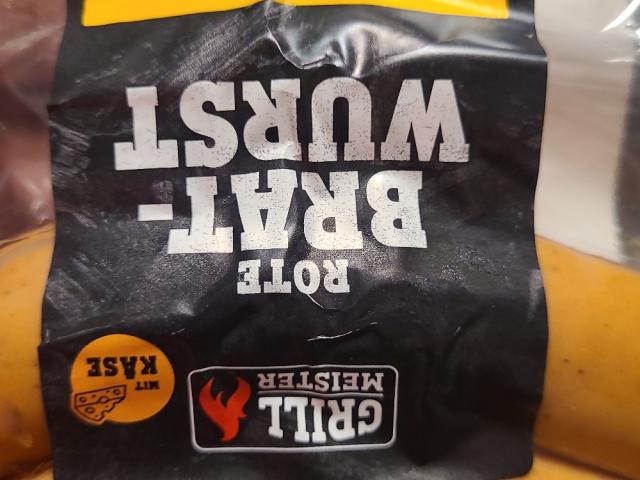 GRILL
MEISTER
MIT
KÄSE
ROTE
BRAT-
WURST